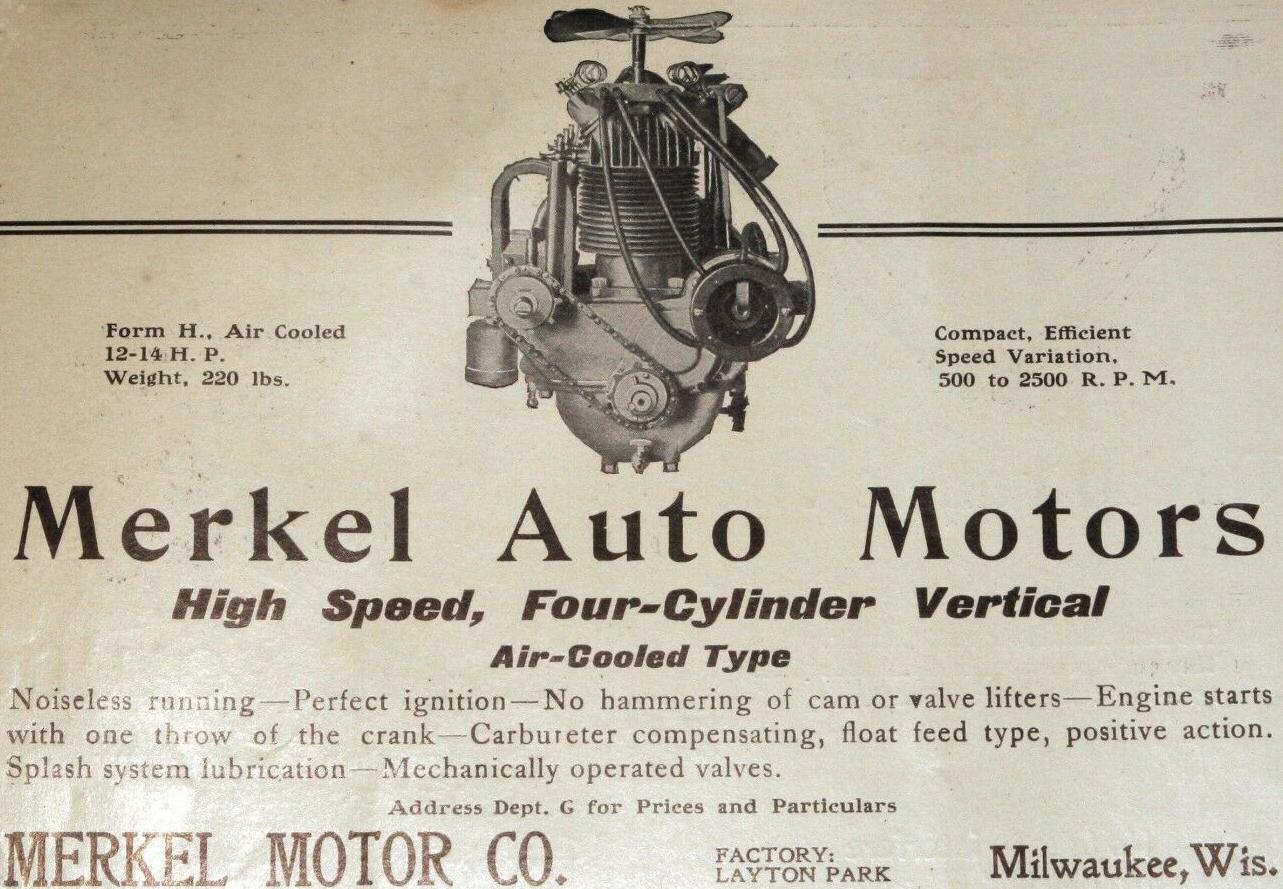 Form H., Air Cooled
12-14 H. P.
Weight, 220 lbs.
Compact, Efficient
Speed Variation,
500 to 2500 R. P. M.
Merkel Auto Motors
High Speed, Four-Cylinder Vertical
Air-Cooled Type
Noiseless running—Perfect ignition—No hammering of cam or valve lifters—Engine starts
with one throw of the crank—Carbureter compensating, float feed type, positive action.
Splash system lubrication—Mechanically operated valves.
Address Dept. G for Prices and Particulars
MERKEL MOTOR CO.
FACTORY:
LAYTON PARK
Milwaukee, Wis.